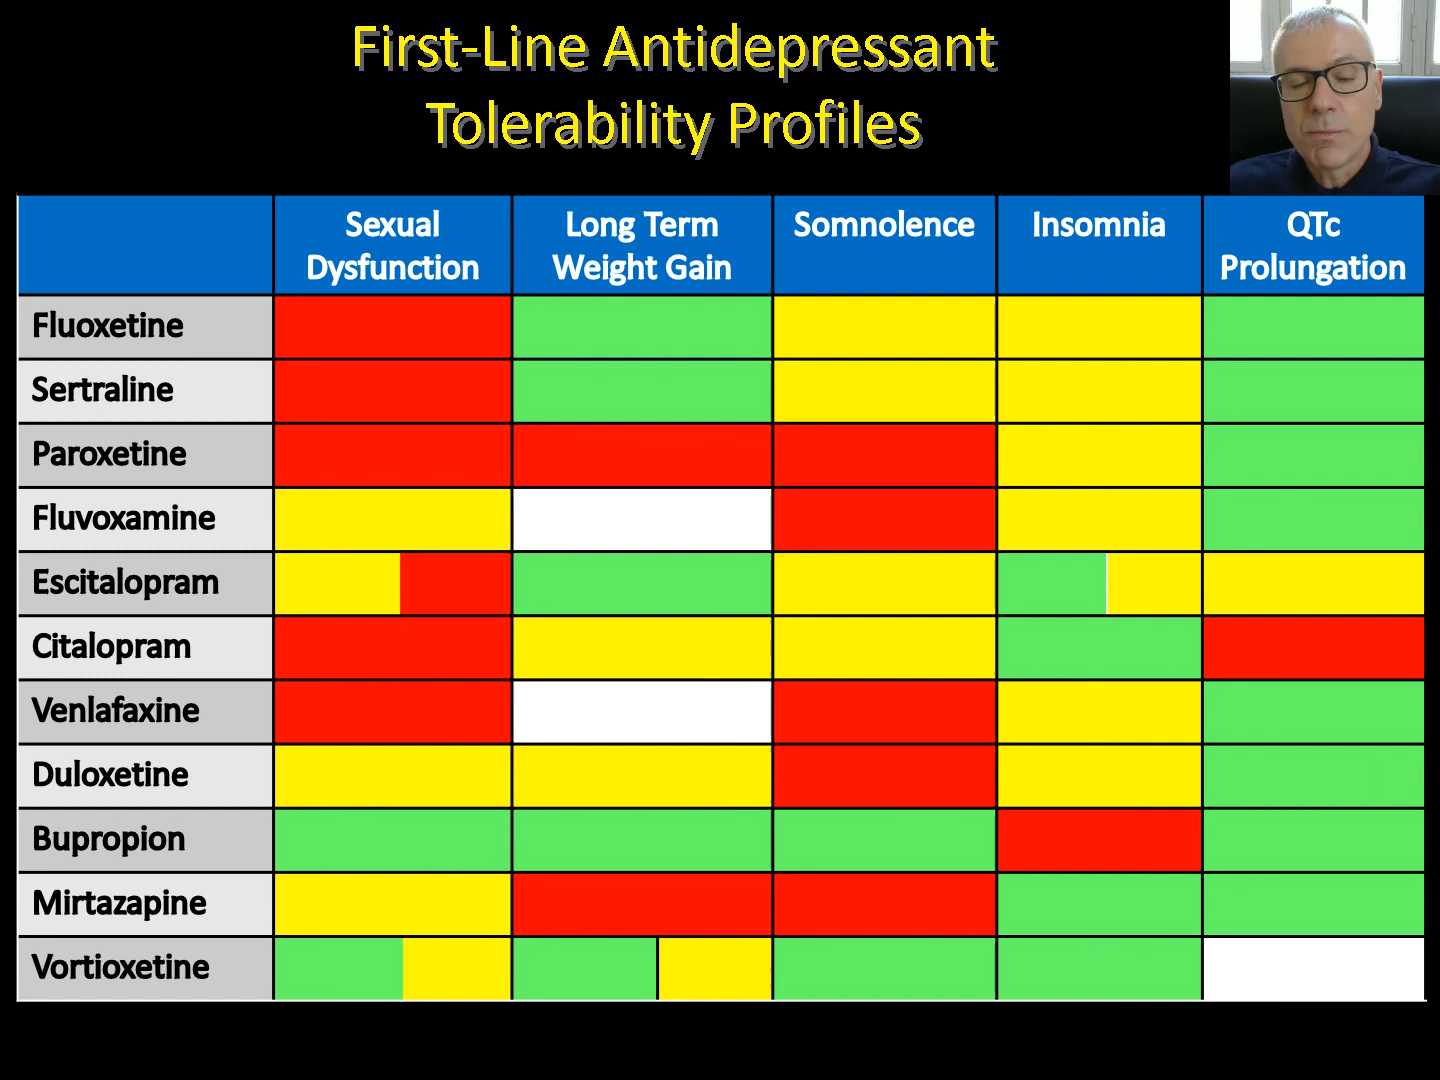 First-Line Antidepressant
Tolerability Profiles
Sexual
Dysfunction
Long Term
Weight Gain
Somnolence
Insomnia
QTc
Prolungation
Fluoxetine
Sertraline
Paroxetine
Fluvoxamine
Escitalopram
Citalopram
Venlafaxine
Duloxetine
Bupropion
Mirtazapine
Vortioxetine